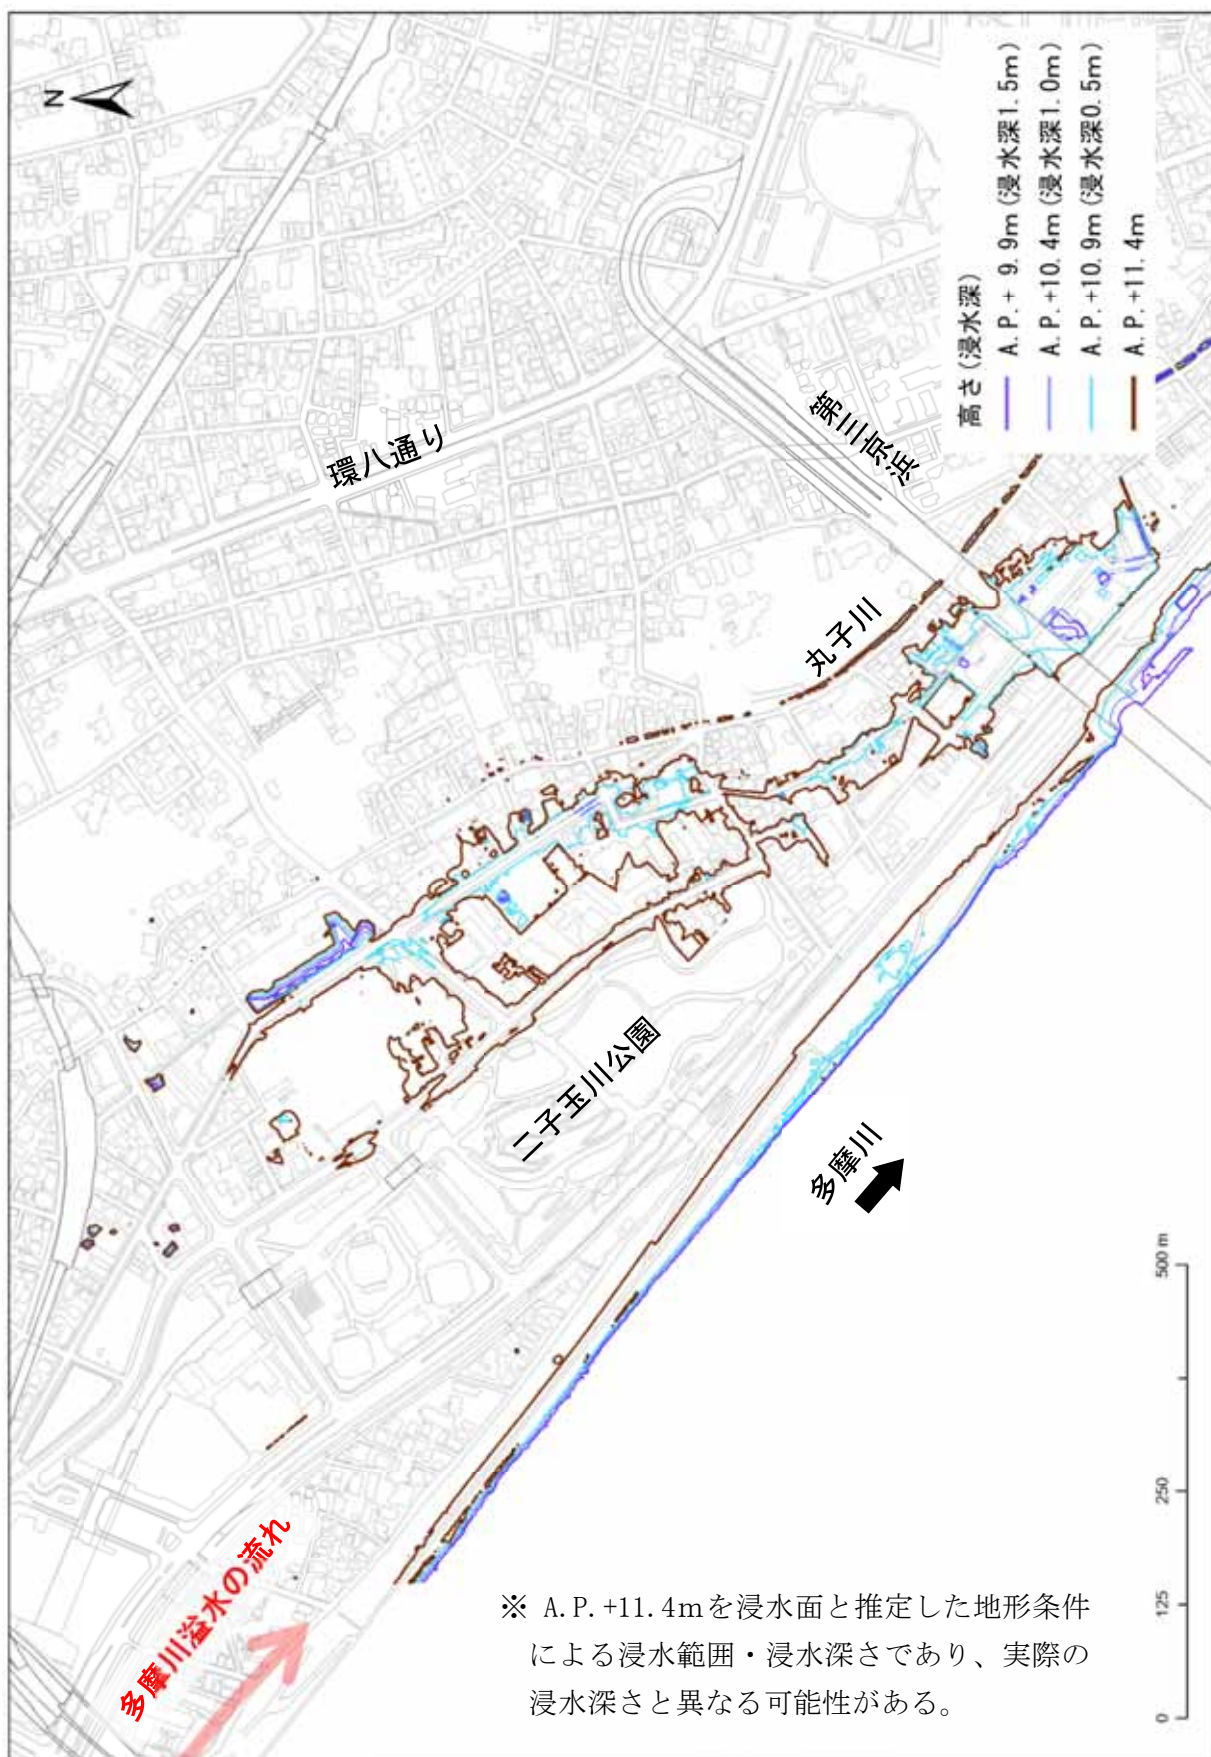 N
環八通り
第三京浜
丸子川
二子玉川公園
多摩川
多摩川溢水の流れ
高さ(浸水深)
A.P.+ 9.9m(浸水深1.5m)
A.P.+10.4m(浸水深1.0m)
A.P.+10.9m(浸水深0.5m)
A.P.+11.4m
0 125 250 500 m
※ A.P.+11.4mを浸水面と推定した地形条件
による浸水範囲・浸水深さであり、実際の
浸水深さと異なる可能性がある。